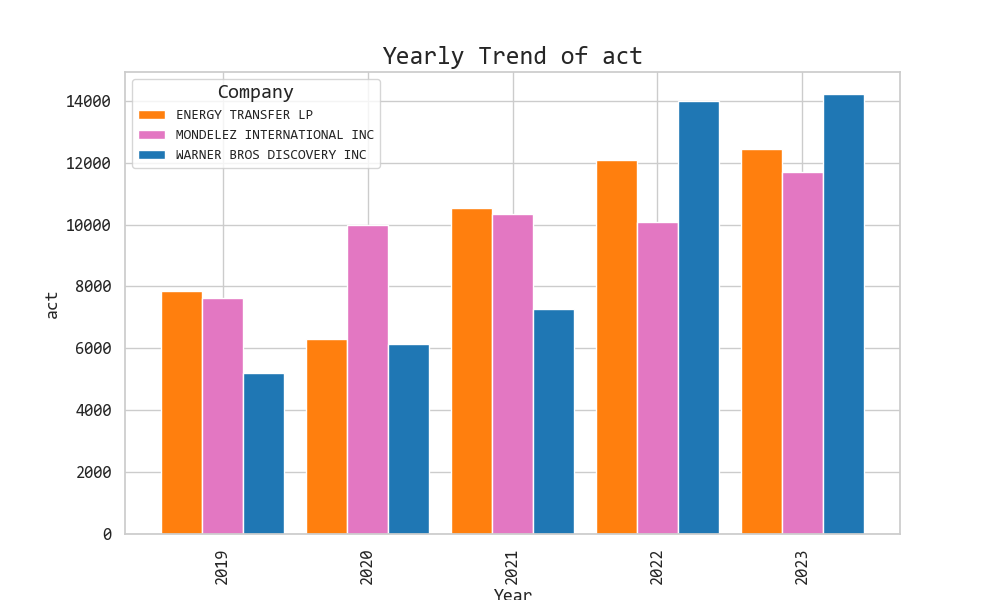 Yearly Trend of act
Company
ENERGY TRANSFER LP
MONDELEZ INTERNATIONAL INC
WARNER BROS DISCOVERY INC
14000
12000
10000
8000
6000
4000
2000
0
act
2019
2020
2021
2022
2023
Year